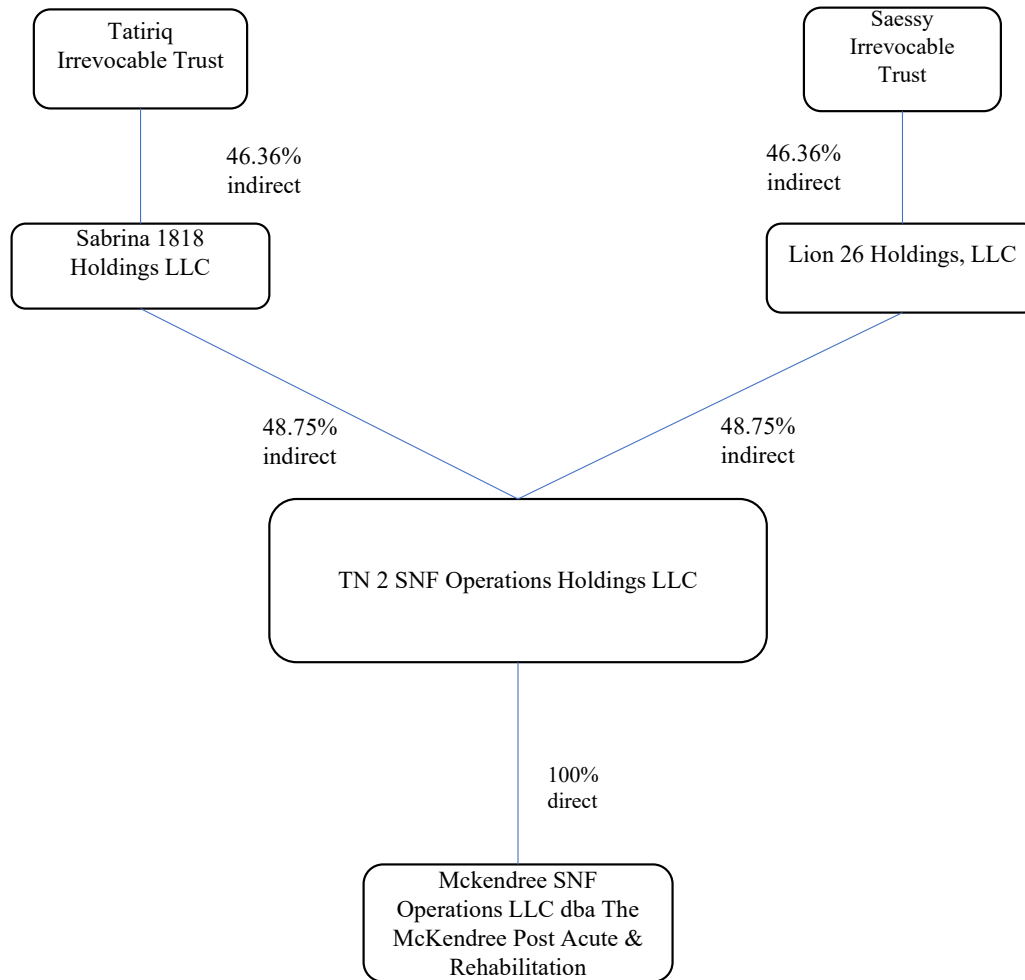 Tatiriq
Irrevocable Trust
Saessy
Irrevocable
Trust
46.36%
indirect
46.36%
indirect
Sabrina 1818
Holdings LLC
Lion 26 Holdings, LLC
48.75%
indirect
48.75%
indirect
TN 2 SNF Operations Holdings LLC
100%
direct
Mckendree SNF
Operations LLC dba The
McKendree Post Acute &
Rehabilitation